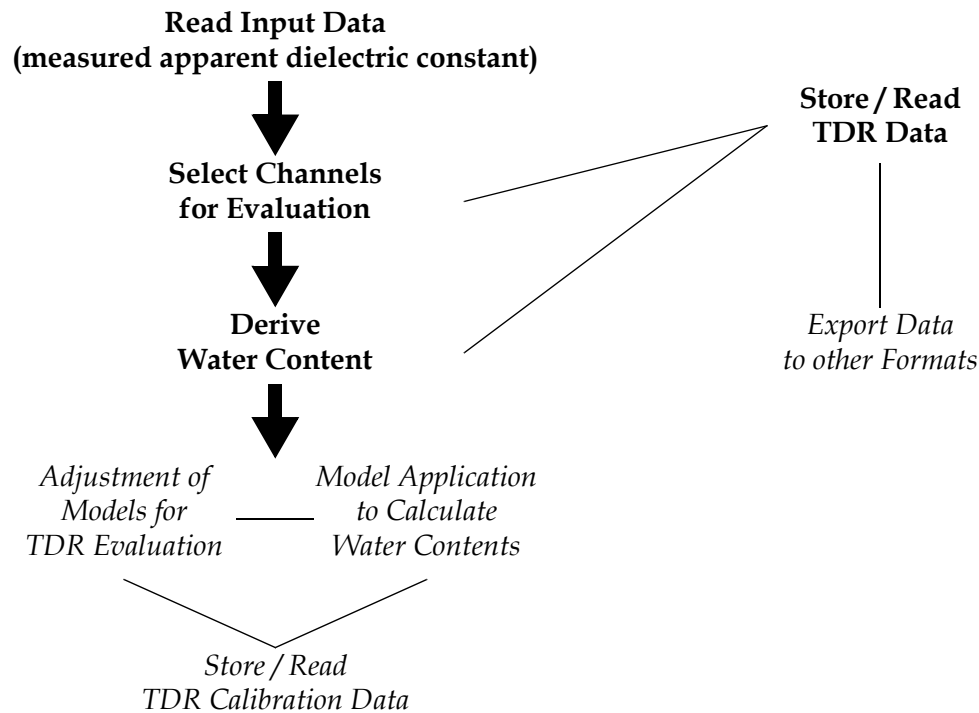 Read Input Data
(measured apparent dielectric constant)
Store / Read
TDR Data
Select Channels
for Evaluation
Derive
Water Content
Export Data
to other Formats
Adjustment of
Models for
TDR Evaluation
Model Application
to Calculate
Water Contents
Store / Read
TDR Calibration Data